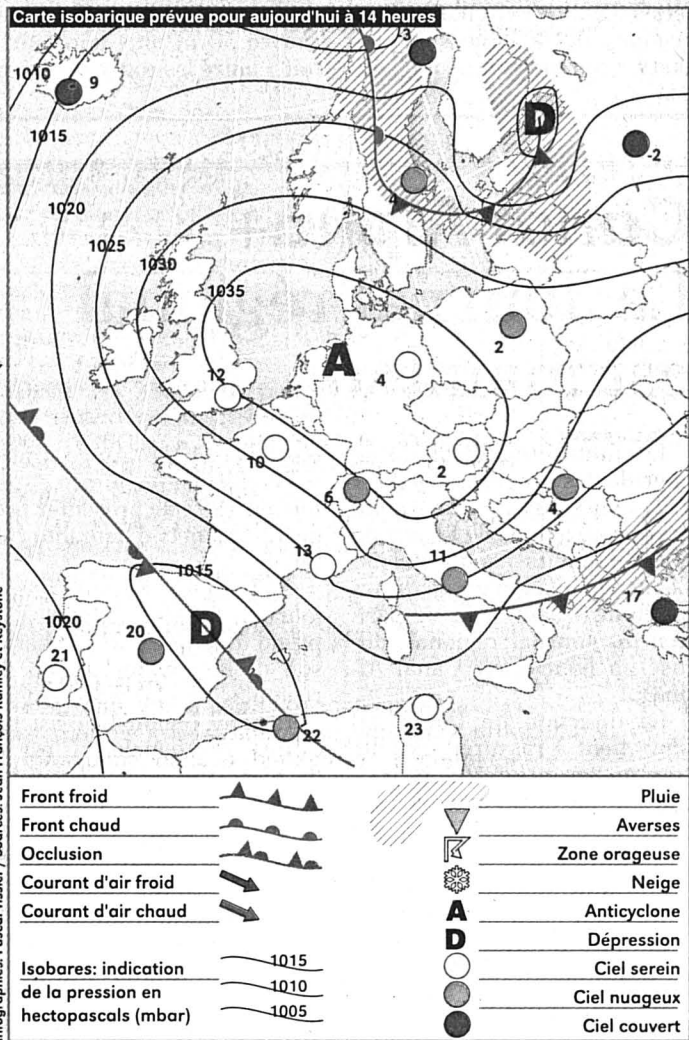 Carte isobarique prévue pour aujourd'hui à 14 heures
1010
9
3
1015
D
-2
1020
4
1025
1030
1035
2
A
4
12
10
2
6
4
13
11
1015
17
1020
20
D
21
22
23
Front froid
Front chaud
Occlusion
Courant d'air froid
Courant d'air chaud
Isobares: indication
de la pression en
hectopascals (mbar)
1015
1010
1005
Pluie
Averses
Zone orageuse
Neige
A
Anticyclone
D
Dépression
Ciel serein
Ciel nuageux
Ciel couvert